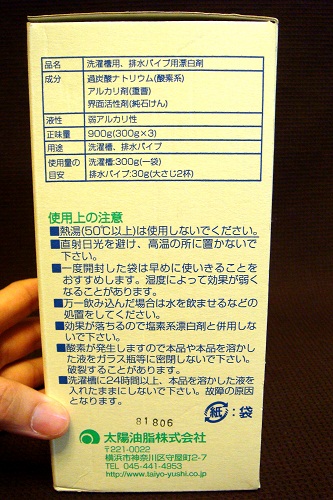 品名 洗濯槽用、排水パイプ用漂白剤
成分 過炭酸ナトリウム(酸素系)
アルカリ剤(重曹)
界面活性剤(純石けん)
液性 弱アルカリ性
正味量 900g(300g×3)
用途 洗濯槽、排水パイプ
使用量の目安 洗濯槽:300g(一袋)
排水パイプ:30g(大さじ2杯)
使用上の注意
■熱湯(50℃以上)は使用しないでください。
■直射日光を避け、高温の所に置かないで
下さい。
■一度開封した袋は早めに使いきることを
おすすめします。湿度によって効果が弱く
なることがあります。
■万一飲み込んだ場合は水を飲ませるなどの
処置をしてください。
■効果が落ちるので塩素系漂白剤と併用しな
いで下さい。
■酸素が発生しますので本品や本品を溶かし
た液をガラス瓶等に密閉しないで下さい。
破裂することがあります。
■洗濯槽に24時間以上、本品を溶かした液を
入れたままにしないで下さい。故障の原因
となります。
紙:袋
81806
太陽油脂株式会社
〒221-0022
横浜市神奈川区守屋町2-7
TEL 045-441-4953
http://www.taiyo-yushi.co.jp